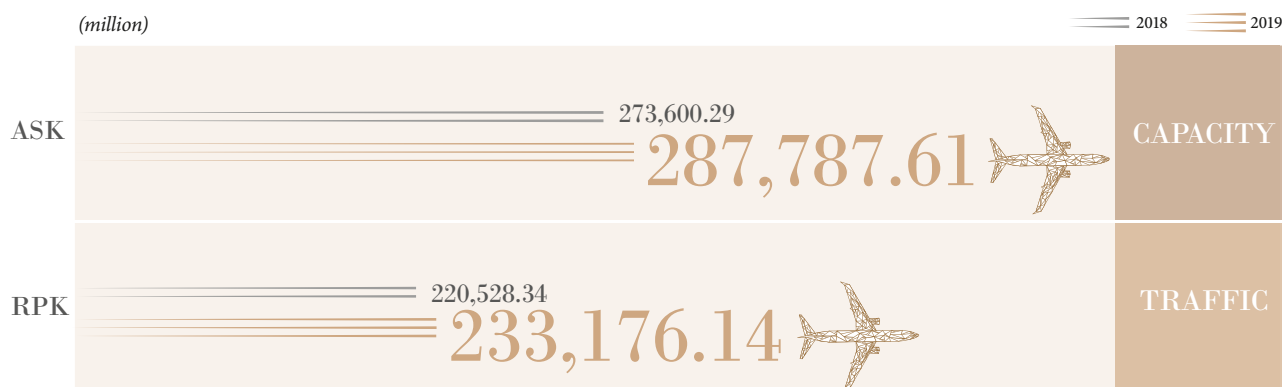 (million)
2018
2019
ASK
273,600.29
287,787.61
CAPACITY
RPK
220,528.34
233,176.14
TRAFFIC